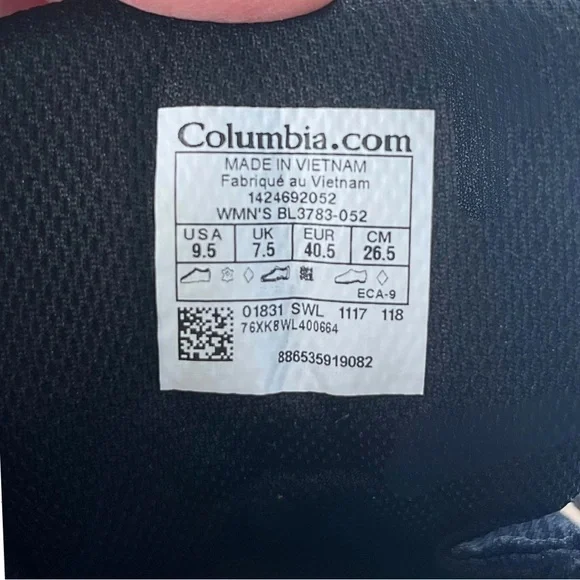 Columbia.com
MADE IN VIETNAM
Fabriqué au Vietnam
1424692052
WMN'S BL3783-052
USA UK EUR CM
9.5 7.5 40.5 26.5
ECA-9
01831 SWL 1117 118
76XK8WL400664
886535919082